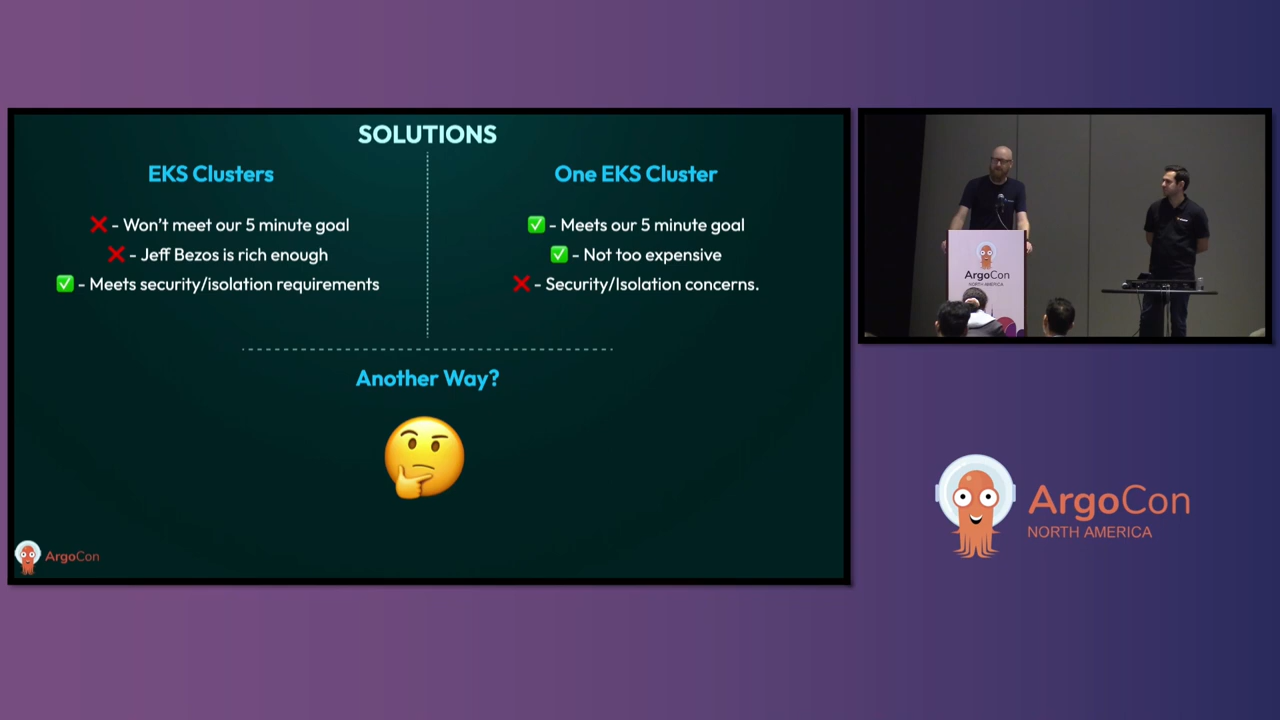 SOLUTIONS
EKS Clusters
❌ - Won't meet our 5 minute goal
❌ - Jeff Bezos is rich enough
✅ - Meets security/isolation requirements
One EKS Cluster
✅ - Meets our 5 minute goal
✅ - Not too expensive
❌ - Security/Isolation concerns.
Another Way?
ArgoCon
ArgoCon
NORTH AMERICA
ArgoCon
NORTH AMERICA